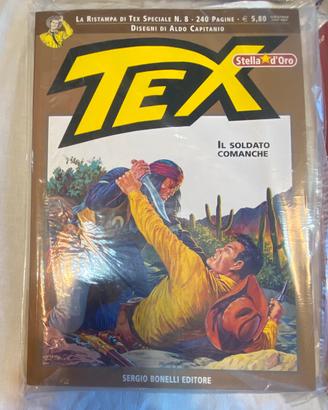 La Ristampa di Tex Speciale N. 8 - 240 Pagine - € 5,80
Disegni di Aldo Capitanio
TEX
Stella d'Oro
Il soldato
comanche
SERGIO BONELLI EDITORE